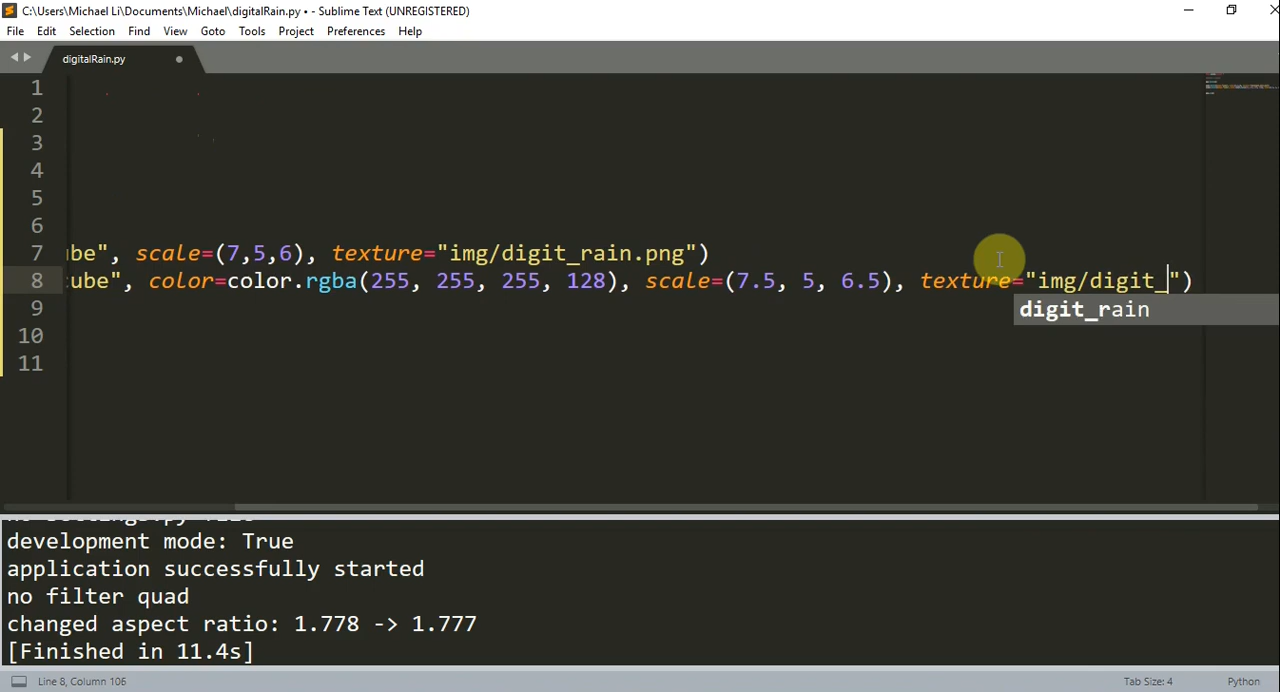 C:\Users\Michael Li\Documents\Michael\digitalRain.py • - Sublime Text (UNREGISTERED)
File Edit Selection Find View Goto Tools Project Preferences Help
digitalRain.py
1
2
3
4
5
6
7 be", scale=(7,5,6), texture="img/digit_rain.png")
8 ube", color=color.rgba(255, 255, 255, 128), scale=(7.5, 5, 6.5), texture="img/digit_")
digit_rain
9
10
11
development mode: True
application successfully started
no filter quad
changed aspect ratio: 1.778 -> 1.777
[Finished in 11.4s]
Line 8, Column 106 Tab Size: 4 Python